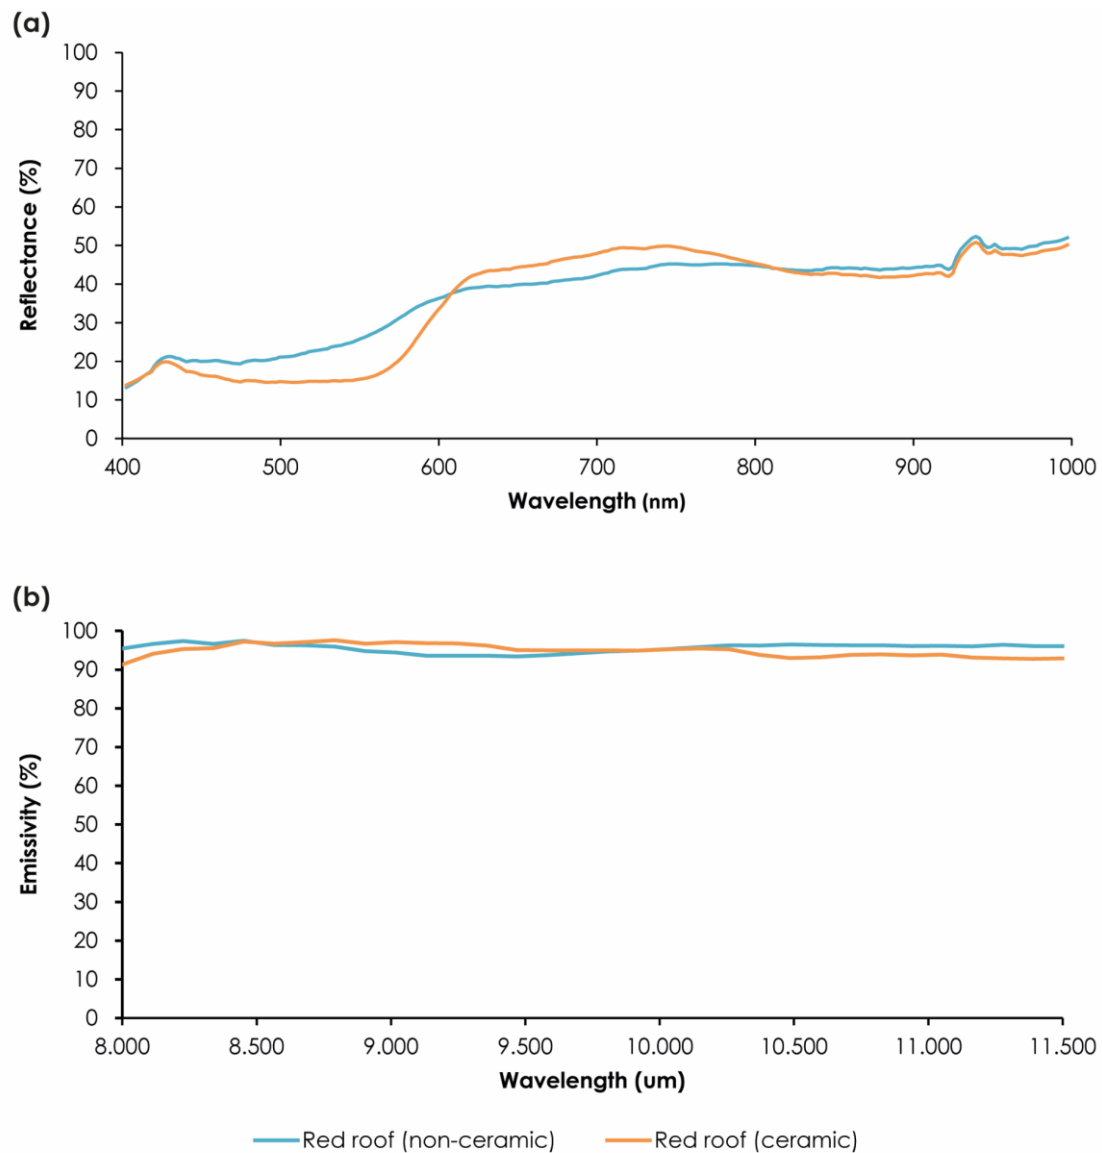 (a)
100
90
80
70
60
50
40
30
20
10
0
Reflectance (%)
400 500 600 700 800 900 1000
Wavelength (nm)
(b)
100
90
80
70
60
50
40
30
20
10
0
Emissivity (%)
8.000 8.500 9.000 9.500 10.000 10.500 11.000 11.500
Wavelength (um)
Red roof (non-ceramic) Red roof (ceramic)